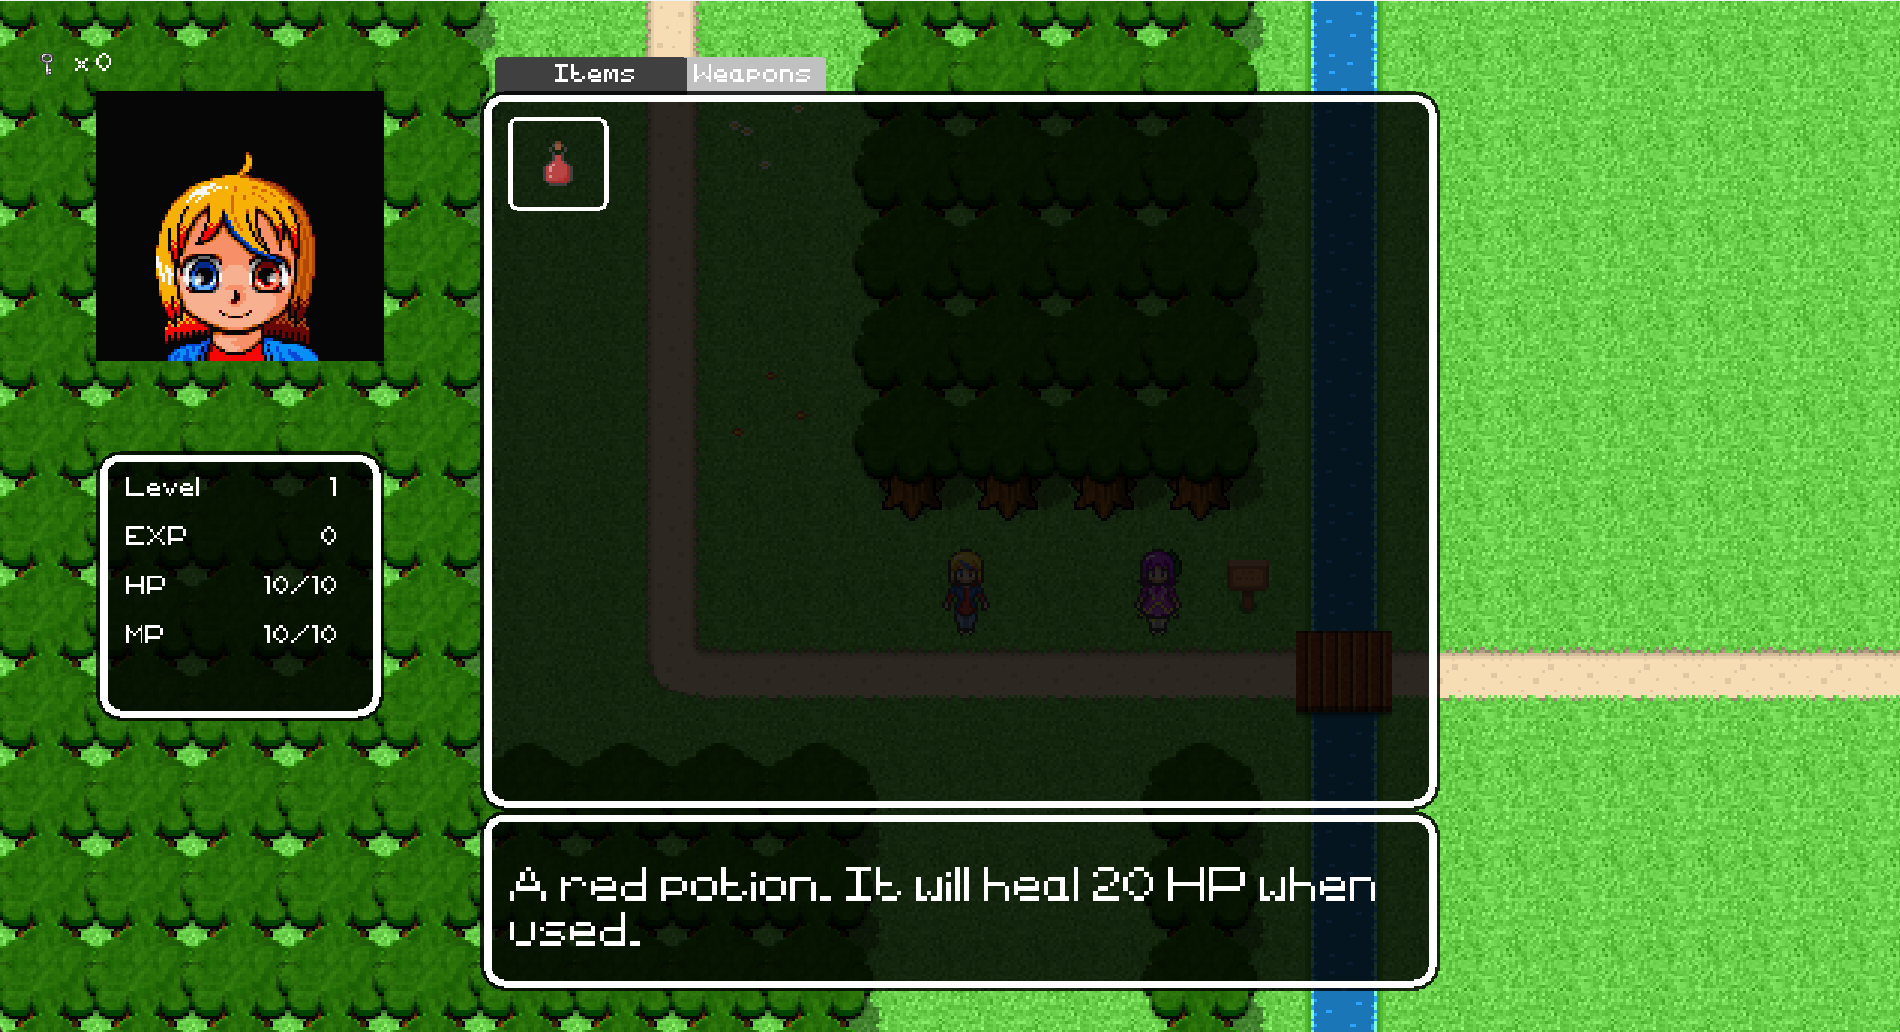 x0
Items Weapons
Level 1
EXP 0
HP 10/10
MP 10/10
A red potion. It will heal 20 HP when
used.